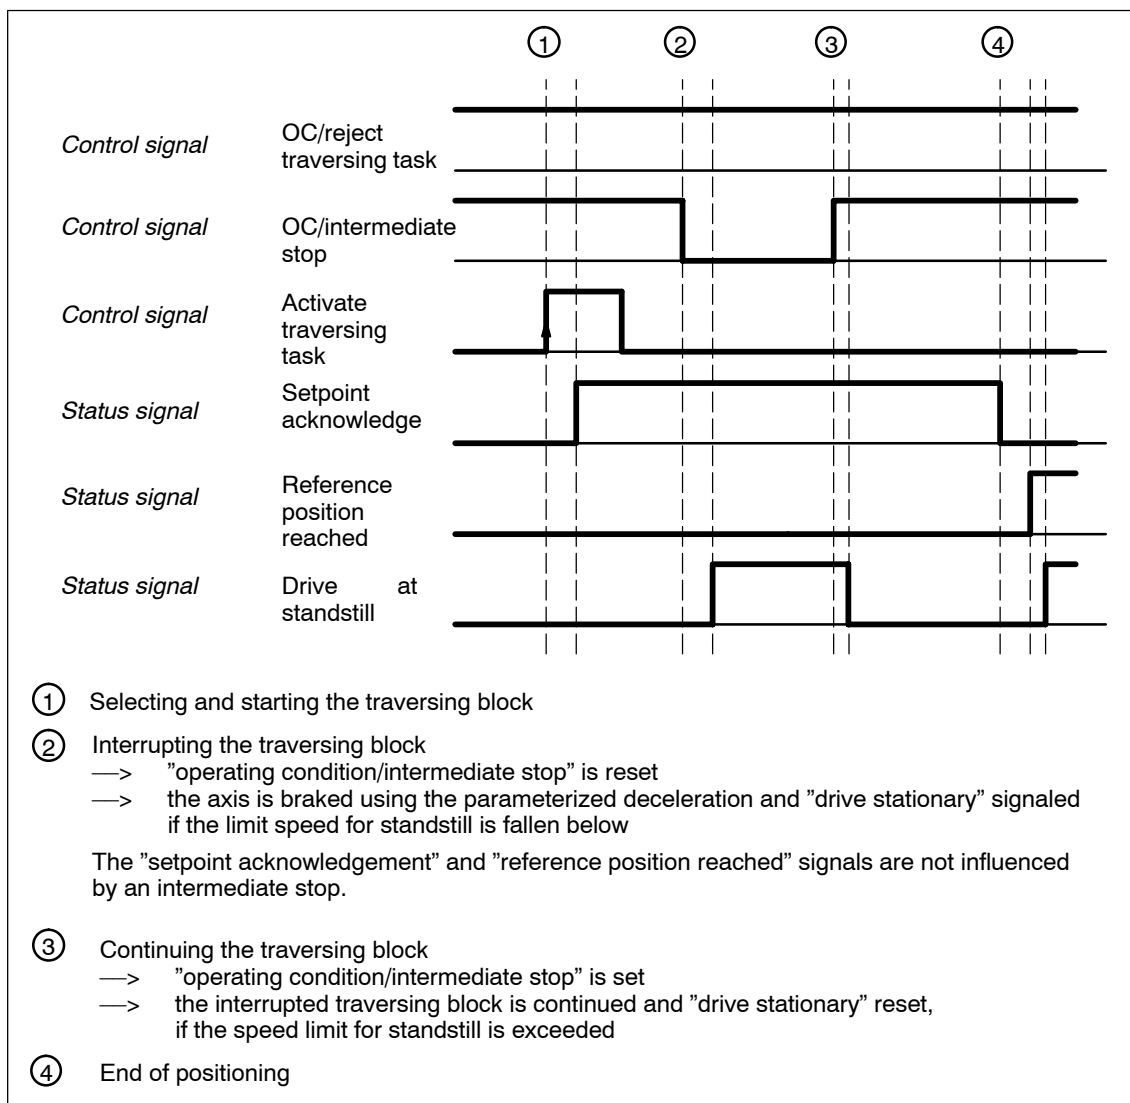 1 2 3 4
Control signal OC/reject
traversing task
Control signal OC/intermediate
stop
Control signal Activate
traversing
task
Status signal Setpoint
acknowledge
Status signal Reference
position
reached
Status signal Drive at
standstill
1 Selecting and starting the traversing block
2 Interrupting the traversing block
—> ”operating condition/intermediate stop” is reset
—> the axis is braked using the parameterized deceleration and ”drive stationary” signaled
if the limit speed for standstill is fallen below
The ”setpoint acknowledgement” and ”reference position reached” signals are not influenced
by an intermediate stop.
3 Continuing the traversing block
—> ”operating condition/intermediate stop” is set
—> the interrupted traversing block is continued and ”drive stationary” reset,
if the speed limit for standstill is exceeded
4 End of positioning